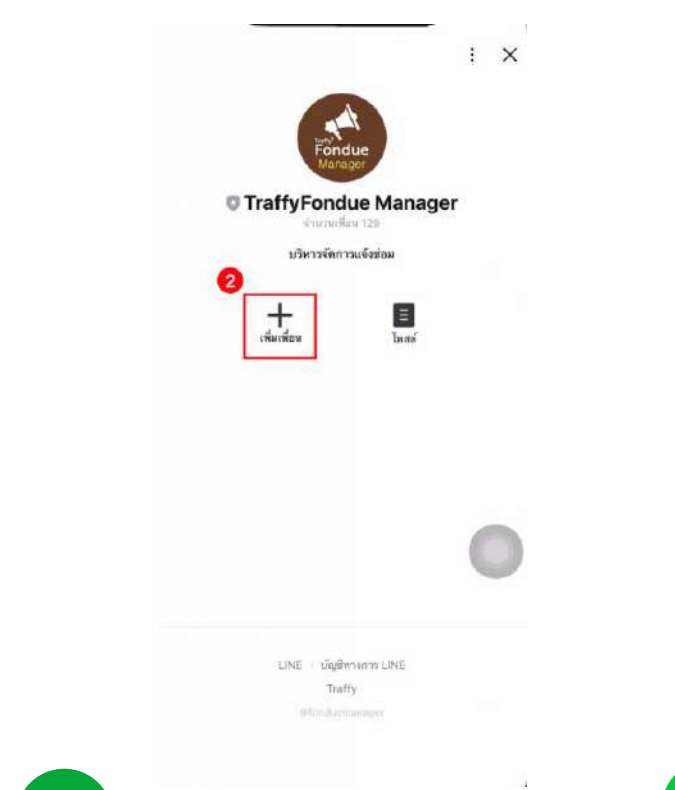 Traffy
Fondue
Manager
TraffyFondue Manager
จำนวนเพื่อน 129
บริหารจัดการแจ้งซ่อม
2
เพิ่มเพื่อน
โพสต์
LINE บัญชีทางการ LINE
Traffy
@fonduemanager